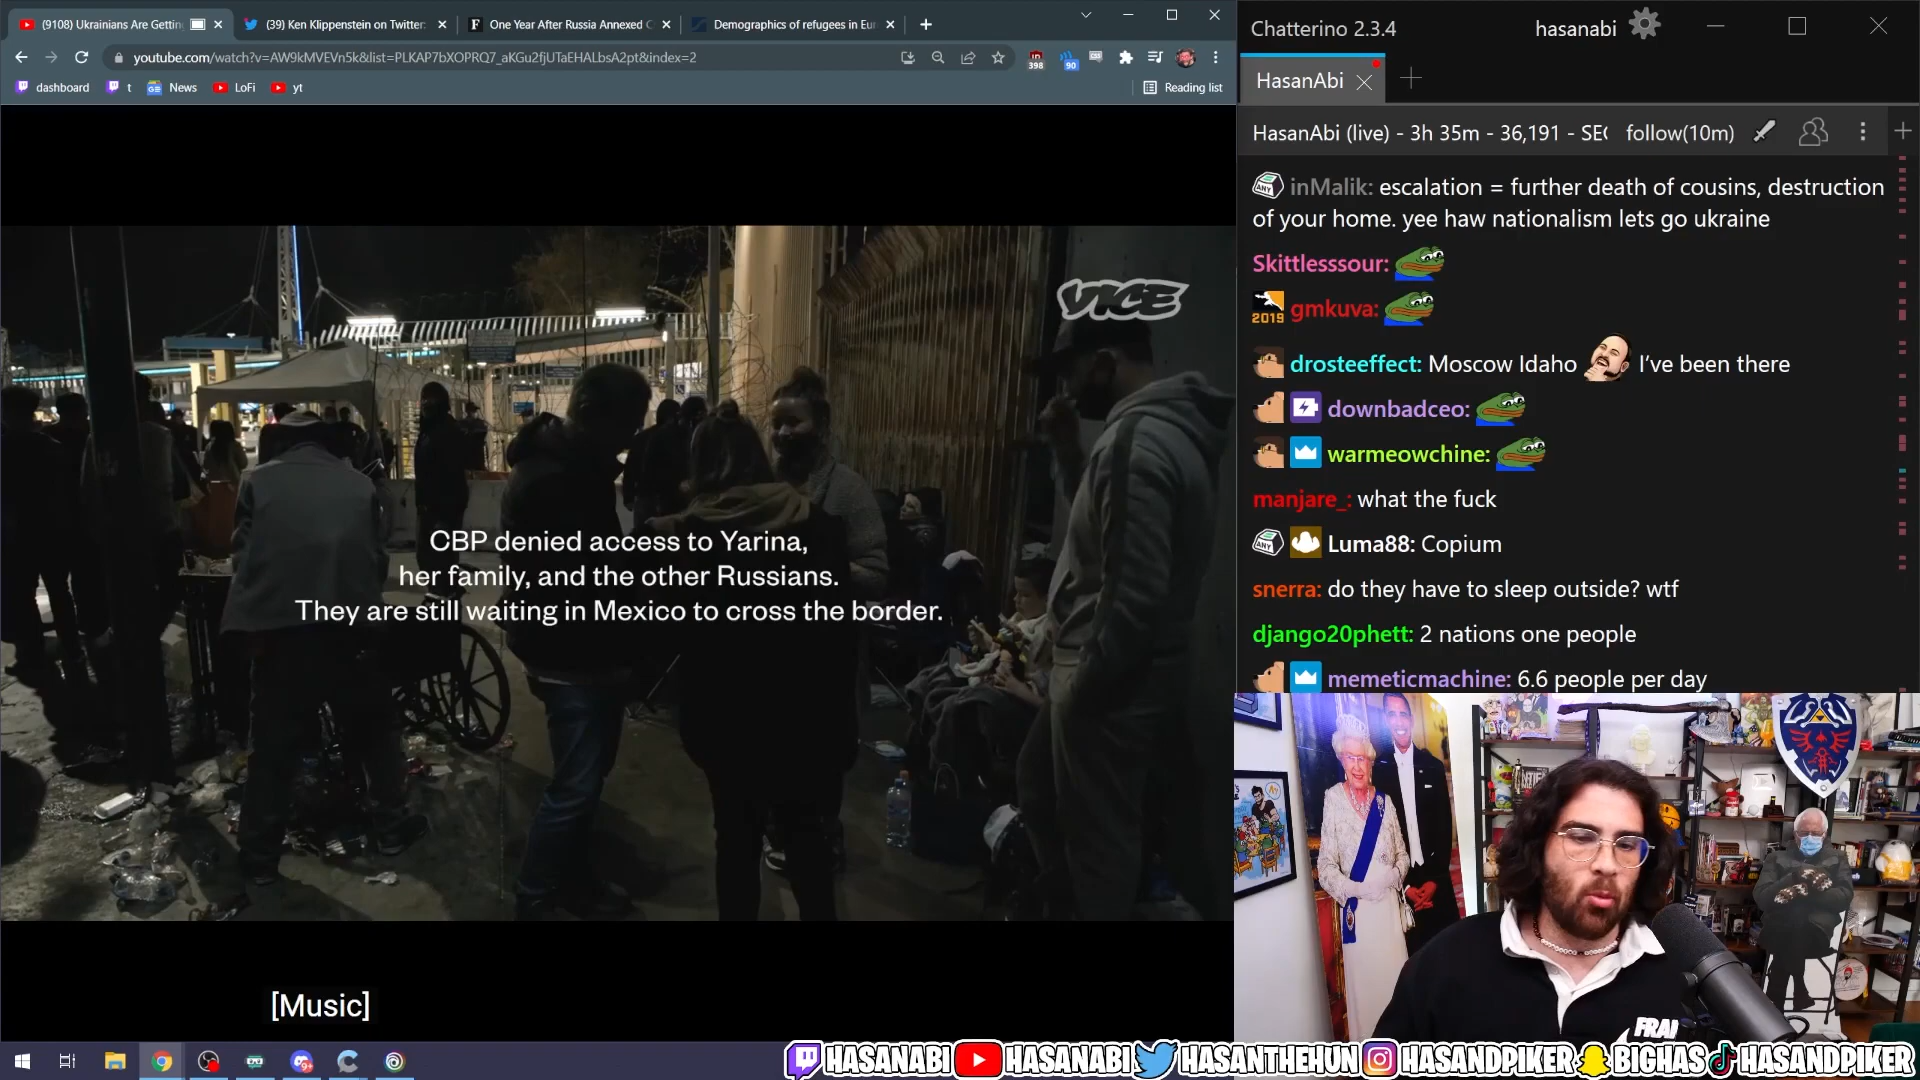 (9108) Ukrainians Are Gettin
(39) Ken Klippenstein on Twitter:
One Year After Russia Annexed C
Demographics of refugees in Eur
youtube.com/watch?v=AW9kMVEVn5k&list=PLKAP7bXOPRQ7_aKGu2fjUTaEHALbsA2pt&index=2
398
90
dashboard
t
News
LoFi
yt
Reading list
VICE
CBP denied access to Yarina,
her family, and the other Russians.
They are still waiting in Mexico to cross the border.
[Music]
Chatterino 2.3.4
hasanabi
HasanAbi
HasanAbi (live) - 3h 35m - 36,191 - SE
follow(10m)
ANY inMalik: escalation = further death of cousins, destruction
of your home. yee haw nationalism lets go ukraine
Skittlesssour:
2019 gmkuva:
drosteeffect: Moscow Idaho I've been there
downbadceo:
warmeowchine:
manjare_: what the fuck
ANY Luma88: Copium
snerra: do they have to sleep outside? wtf
django20phett: 2 nations one people
memeticmachine: 6.6 people per day
FRAI
HASANABI HASANABI HASANTHEHUN HASANDPIKER BIGHAS HASANDPIKER